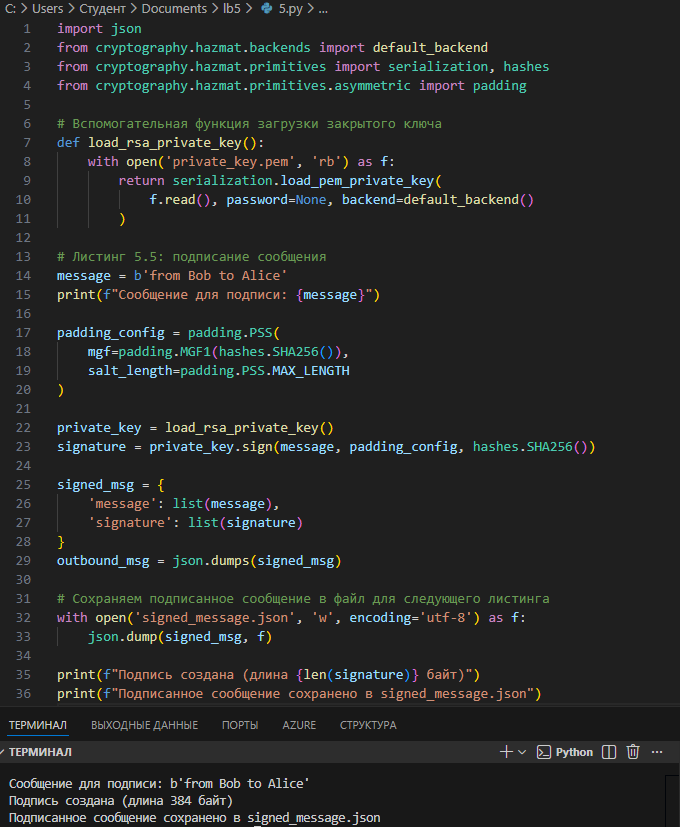 C: > Users > Студент > Documents > lb5 > 5.py > ...
1 import json
2 from cryptography.hazmat.backends import default_backend
3 from cryptography.hazmat.primitives import serialization, hashes
4 from cryptography.hazmat.primitives.asymmetric import padding
5
6 # Вспомогательная функция загрузки закрытого ключа
7 def load_rsa_private_key():
8     with open('private_key.pem', 'rb') as f:
9         return serialization.load_pem_private_key(
10             f.read(), password=None, backend=default_backend()
11         )
12
13 # Листинг 5.5: подписание сообщения
14 message = b'from Bob to Alice'
15 print(f"Сообщение для подписи: {message}")
16
17 padding_config = padding.PSS(
18     mgf=padding.MGF1(hashes.SHA256()),
19     salt_length=padding.PSS.MAX_LENGTH
20 )
21
22 private_key = load_rsa_private_key()
23 signature = private_key.sign(message, padding_config, hashes.SHA256())
24
25 signed_msg = {
26     'message': list(message),
27     'signature': list(signature)
28 }
29 outbound_msg = json.dumps(signed_msg)
30
31 # Сохраняем подписанное сообщение в файл для следующего листинга
32 with open('signed_message.json', 'w', encoding='utf-8') as f:
33     json.dump(signed_msg, f)
34
35 print(f"Подпись создана (длина {len(signature)} байт)")
36 print(f"Подписанное сообщение сохранено в signed_message.json")
ТЕРМИНАЛ ВЫХОДНЫЕ ДАННЫЕ ПОРТЫ AZURE СТРУКТУРА
ТЕРМИНАЛ Python
Сообщение для подписи: b'from Bob to Alice'
Подпись создана (длина 384 байт)
Подписанное сообщение сохранено в signed_message.json